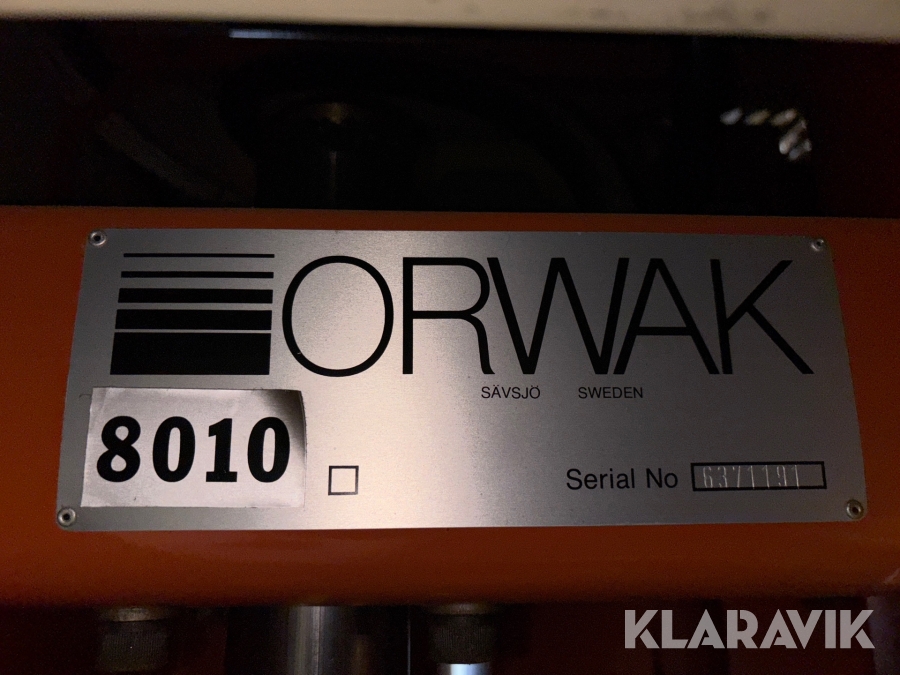 ORWAK
SÄVSJÖ SWEDEN
8010
Serial No 6371191
KLARAVIK